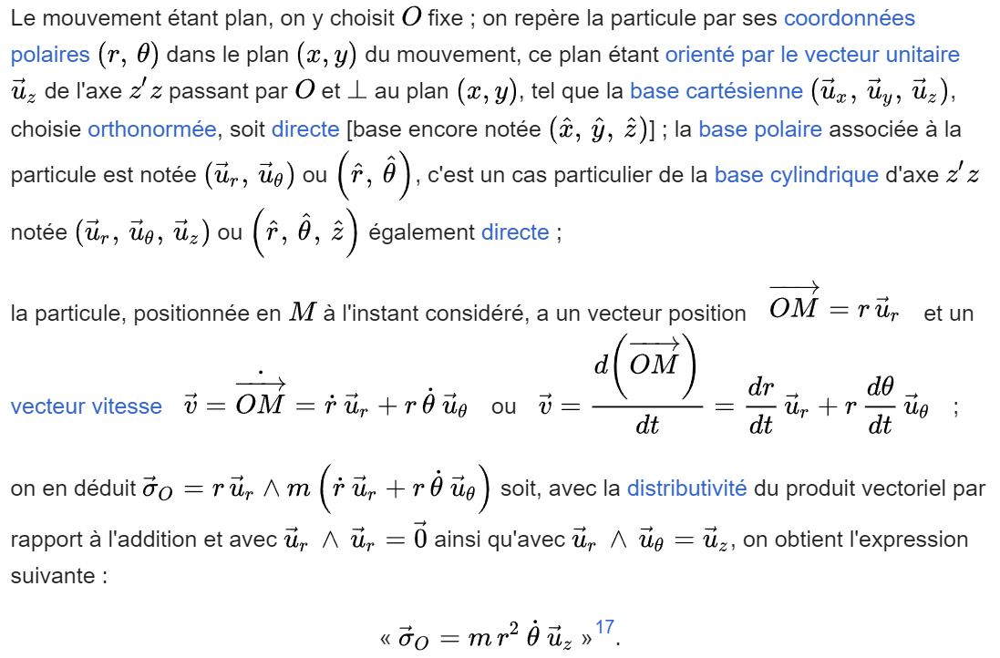 Le mouvement étant plan, on y choisit $O$ fixe ; on repère la particule par ses coordonnées
polaires $(r,\, \theta)$ dans le plan $(x, y)$ du mouvement, ce plan étant orienté par le vecteur unitaire
$\vec{u}_z$ de l'axe $z'z$ passant par $O$ et $\perp$ au plan $(x, y)$, tel que la base cartésienne $(\vec{u}_x,\, \vec{u}_y,\, \vec{u}_z)$,
choisie orthonormée, soit directe [base encore notée $(\hat{x},\, \hat{y},\, \hat{z})$] ; la base polaire associée à la
particule est notée $(\vec{u}_r,\, \vec{u}_\theta)$ ou $\left(\hat{r},\, \hat{\theta}\right)$, c'est un cas particulier de la base cylindrique d'axe $z'z$
notée $(\vec{u}_r,\, \vec{u}_\theta,\, \vec{u}_z)$ ou $\left(\hat{r},\, \hat{\theta},\, \hat{z}\right)$ également directe ;
la particule, positionnée en $M$ à l'instant considéré, a un vecteur position $\overrightarrow{OM} = r\, \vec{u}_r$ et un
vecteur vitesse $\vec{v} = \dot{\overrightarrow{OM}} = \dot{r}\, \vec{u}_r + r\, \dot{\theta}\, \vec{u}_\theta$ ou $\vec{v} = \dfrac{d\left(\overrightarrow{OM}\right)}{dt} = \dfrac{dr}{dt}\, \vec{u}_r + r\, \dfrac{d\theta}{dt}\, \vec{u}_\theta$ ;
on en déduit $\vec{\sigma}_O = r\, \vec{u}_r \wedge m \left(\dot{r}\, \vec{u}_r + r\, \dot{\theta}\, \vec{u}_\theta\right)$ soit, avec la distributivité du produit vectoriel par
rapport à l'addition et avec $\vec{u}_r \wedge \vec{u}_r = \vec{0}$ ainsi qu'avec $\vec{u}_r \wedge \vec{u}_\theta = \vec{u}_z$, on obtient l'expression
suivante :
« $\vec{\sigma}_O = m\, r^2\, \dot{\theta}\, \vec{u}_z$ »$^{17}$.